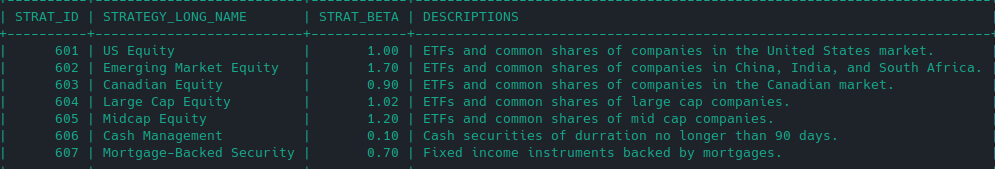 | STRAT_ID | STRATEGY_LONG_NAME | STRAT_BETA | DESCRIPTIONS
| 601 | US Equity | 1.00 | ETFs and common shares of companies in the United States market.
| 602 | Emerging Market Equity | 1.70 | ETFs and common shares of companies in China, India, and South Africa.
| 603 | Canadian Equity | 0.90 | ETFs and common shares of companies in the Canadian market.
| 604 | Large Cap Equity | 1.02 | ETFs and common shares of large cap companies.
| 605 | Midcap Equity | 1.20 | ETFs and common shares of mid cap companies.
| 606 | Cash Management | 0.10 | Cash securities of durration no longer than 90 days.
| 607 | Mortgage-Backed Security | 0.70 | Fixed income instruments backed by mortgages.